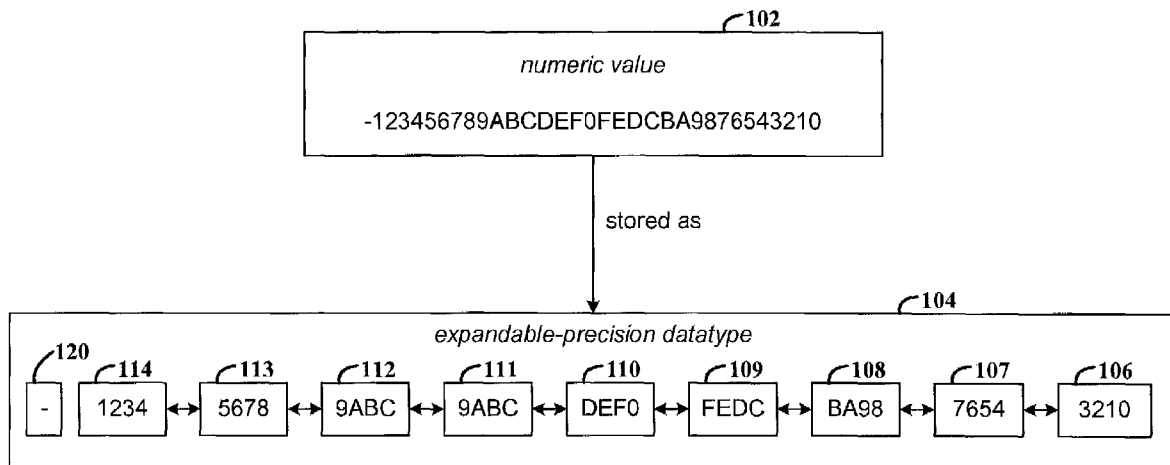 102
numeric value
-123456789ABCDEF0FEDCBA9876543210
stored as
104
expandable-precision datatype
120 114 113 112 111 110 109 108 107 106
- 1234 5678 9ABC 9ABC DEF0 FEDC BA98 7654 3210